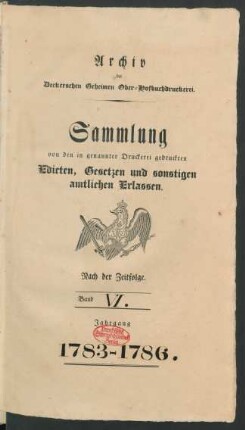 Archiv
der
Deckerschen Geheimen Ober-Hofbuchdruckerei.
Sammlung
von den in genannter Druckerei gedruckten
Edicten, Gesetzen und sonstigen
amtlichen Erlassen.
Nach der Zeitfolge.
Band VI.
Jahrgang
1783-1786.